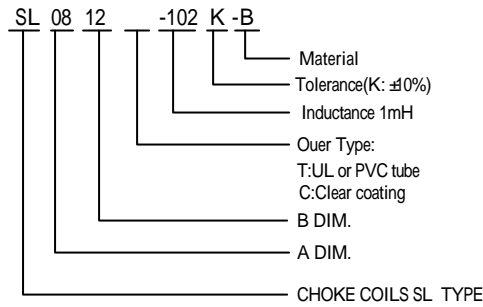 SL 08 12 -102 K -B
Material
Tolerance(K: ±10%)
Inductance 1mH
Ouer Type:
T:UL or PVC tube
C:Clear coating
B DIM.
A DIM.
CHOKE COILS SL TYPE